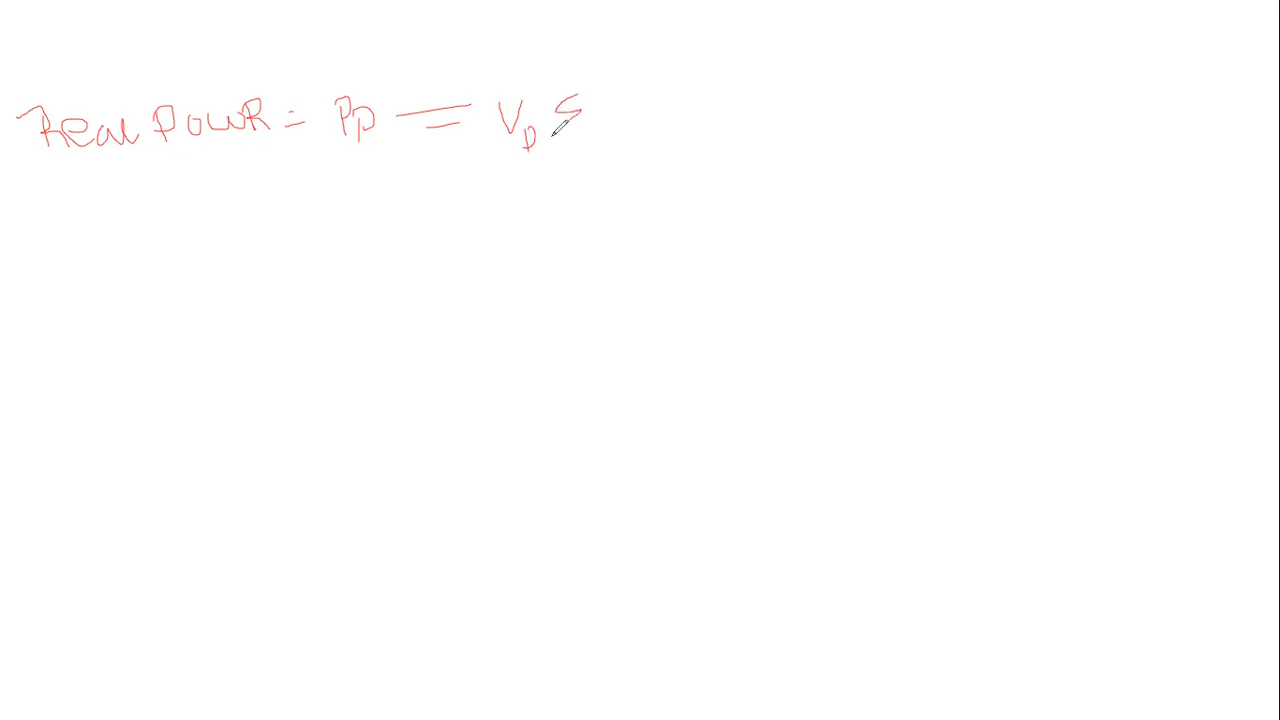 Real PowR = Pp = Vp S